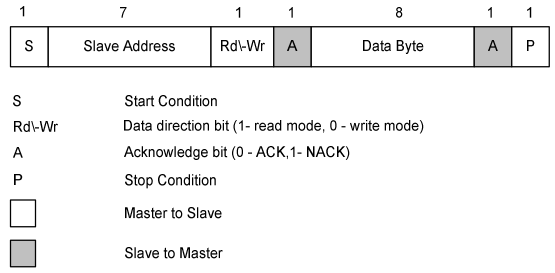 1 7 1 1 8 1 1
S Slave Address Rd\-Wr A Data Byte A P
S Start Condition
Rd\-Wr Data direction bit (1- read mode, 0 - write mode)
A Acknowledge bit (0 - ACK,1- NACK)
P Stop Condition
Master to Slave
Slave to Master